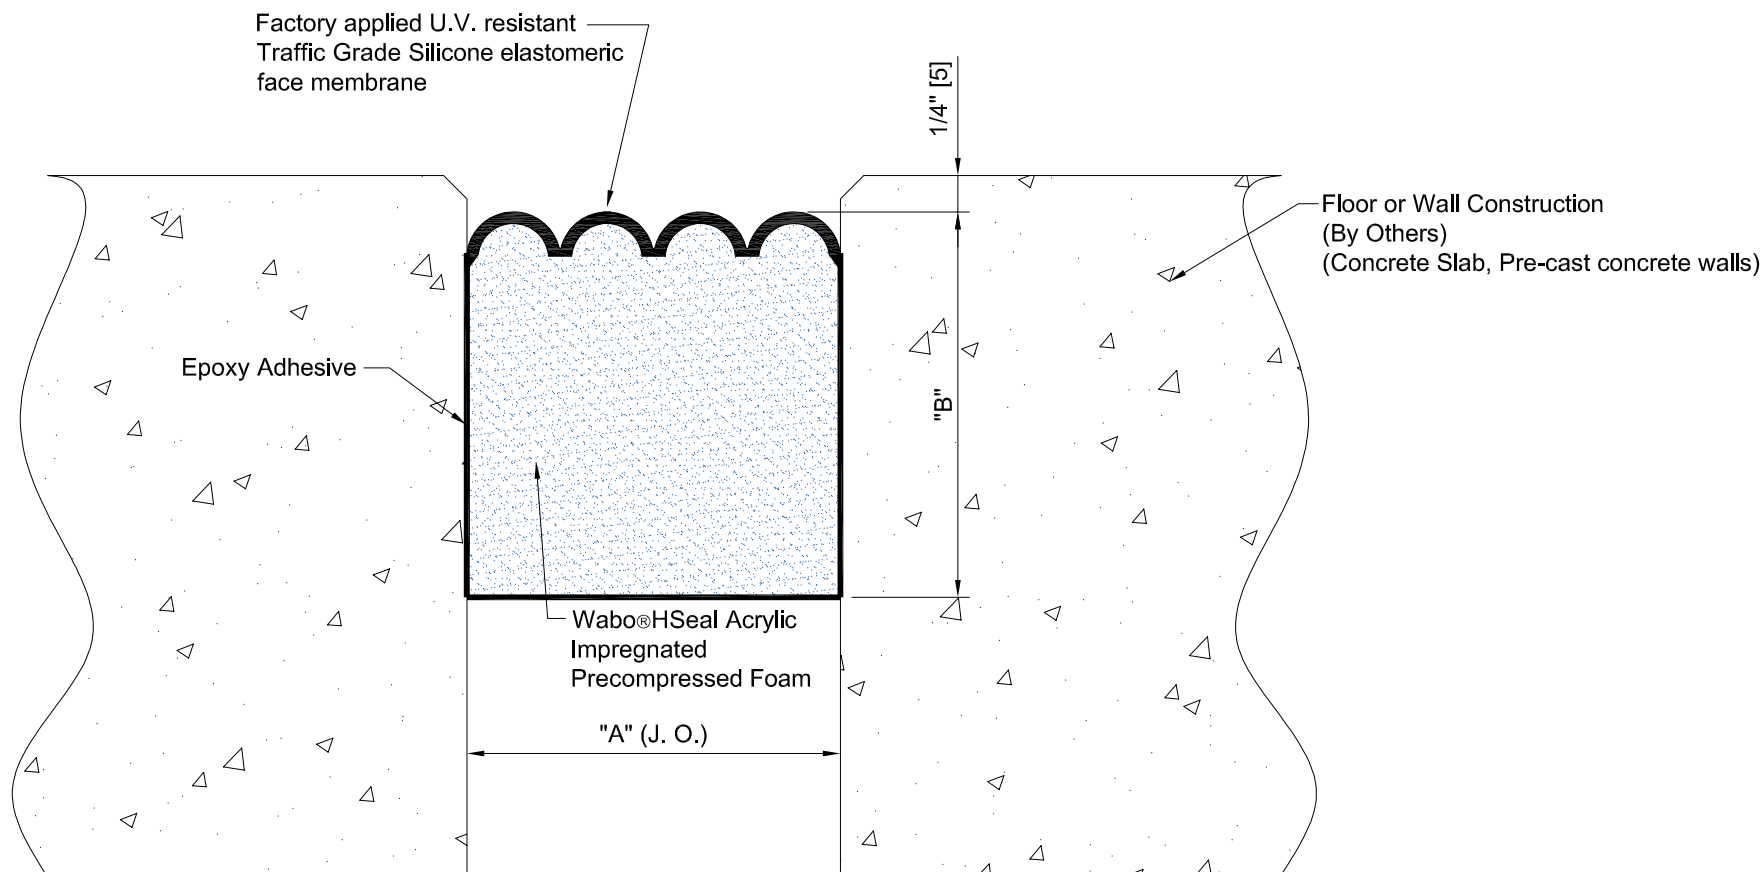 Factory applied U.V. resistant
Traffic Grade Silicone elastomeric
face membrane
1/4" [5]
Floor or Wall Construction
(By Others)
(Concrete Slab, Pre-cast concrete walls)
Epoxy Adhesive
"B"
Wabo®HSeal Acrylic
Impregnated
Precompressed Foam
"A" (J. O.)